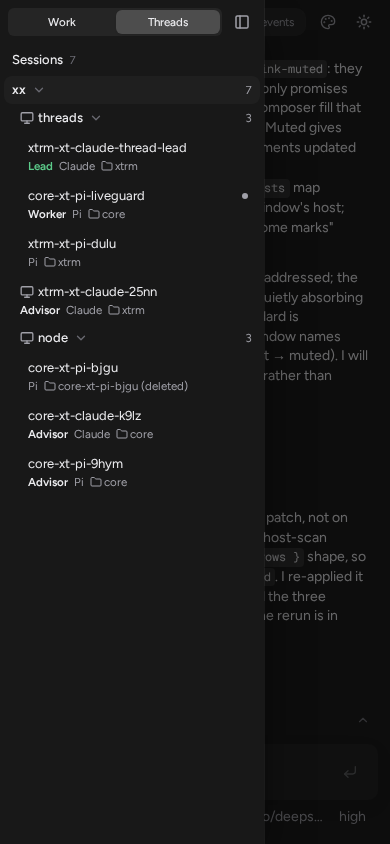 Work Threads events
Sessions 7
xx 7
threads 3
xtrm-xt-claude-thread-lead
Lead Claude xtrm
core-xt-pi-liveguard
Worker Pi core
xtrm-xt-pi-dulu
Pi xtrm
xtrm-xt-claude-25nn
Advisor Claude xtrm
node 3
core-xt-pi-bjgu
Pi core-xt-pi-bjgu (deleted)
core-xt-claude-k9lz
Advisor Claude core
core-xt-pi-9hym
Advisor Pi core
ink-muted: they
only promises
omposer fill that
Muted gives
ments updated
map
indow's host;
ome marks"
addressed; the
uietly absorbing
lard is
ndow names
t → muted). I will
rather than
patch, not on
host-scan
ows } shape, so
d. I re-applied it
the three
e rerun is in
o/deeps... high